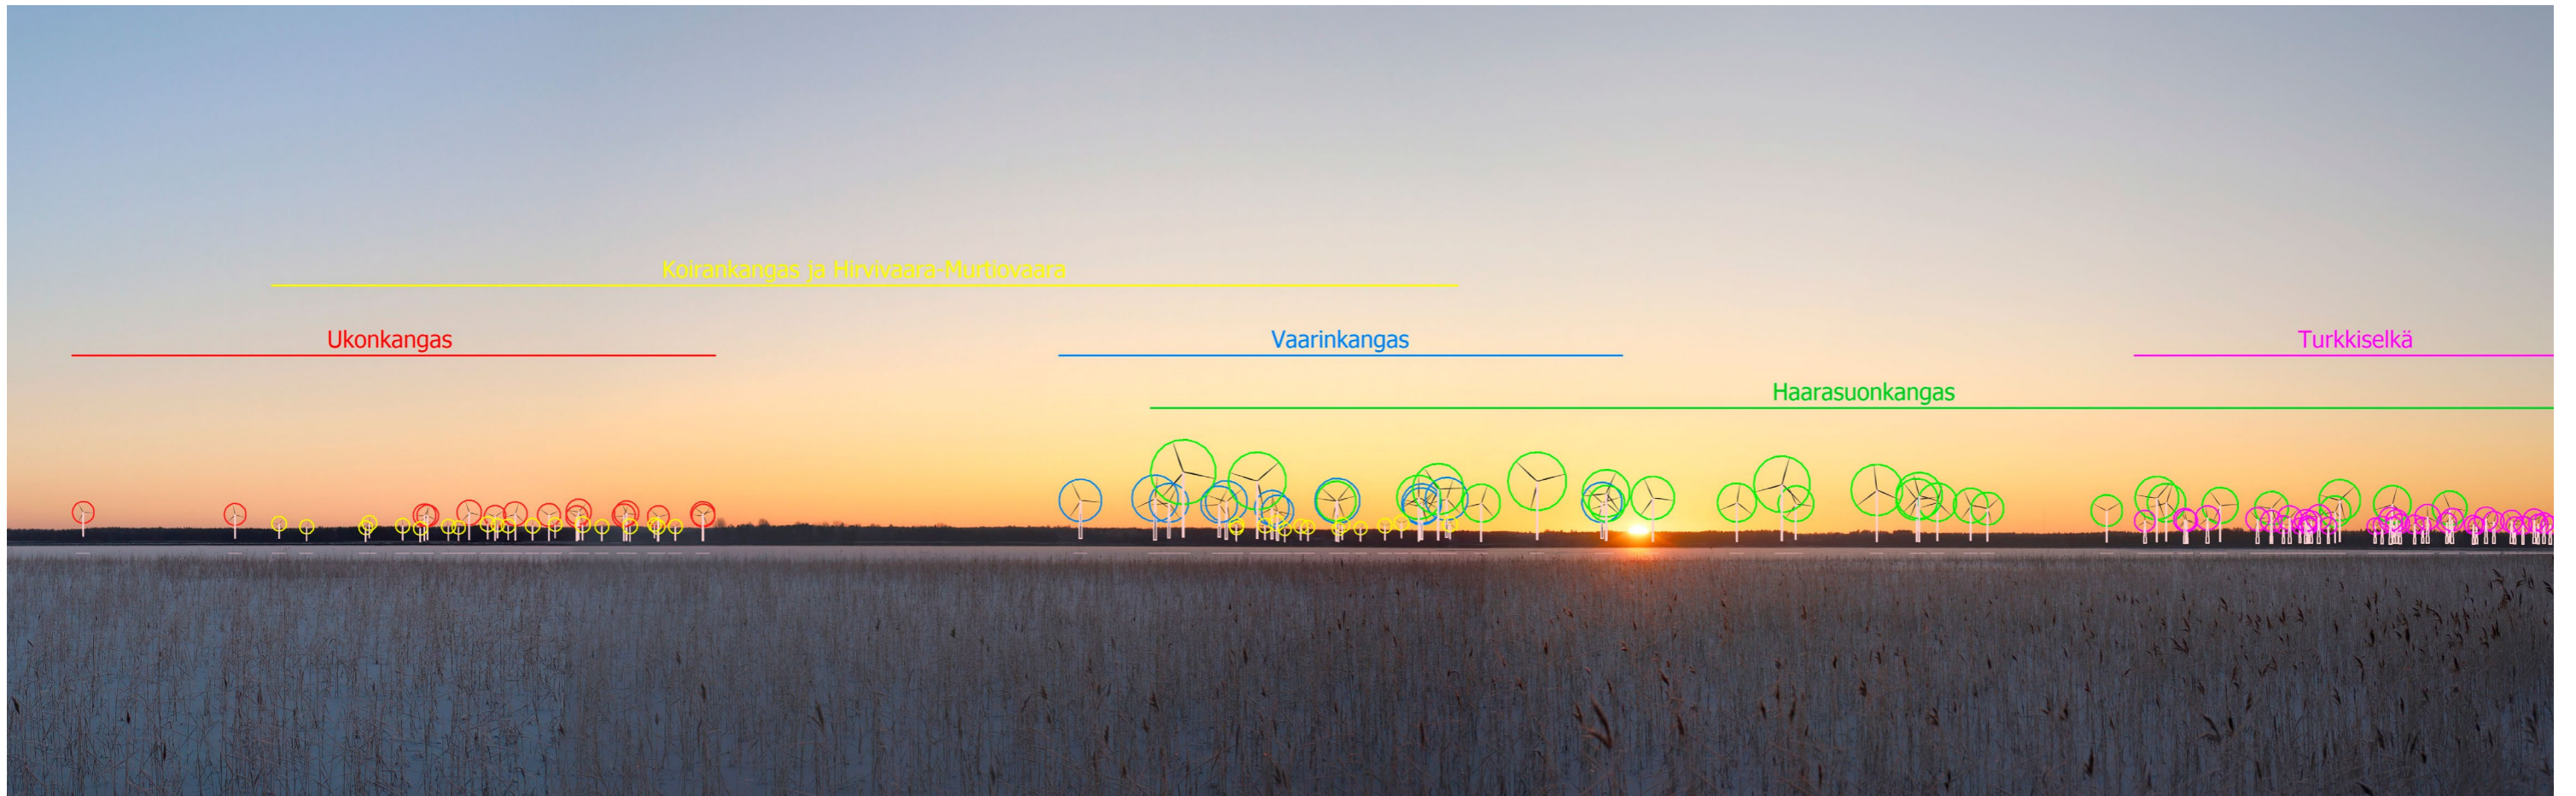 Koirankangas ja Hirvivaara-Murtiovaara
Ukonkangas
Vaarinkangas
Turkkiselkä
Haarasuonkangas